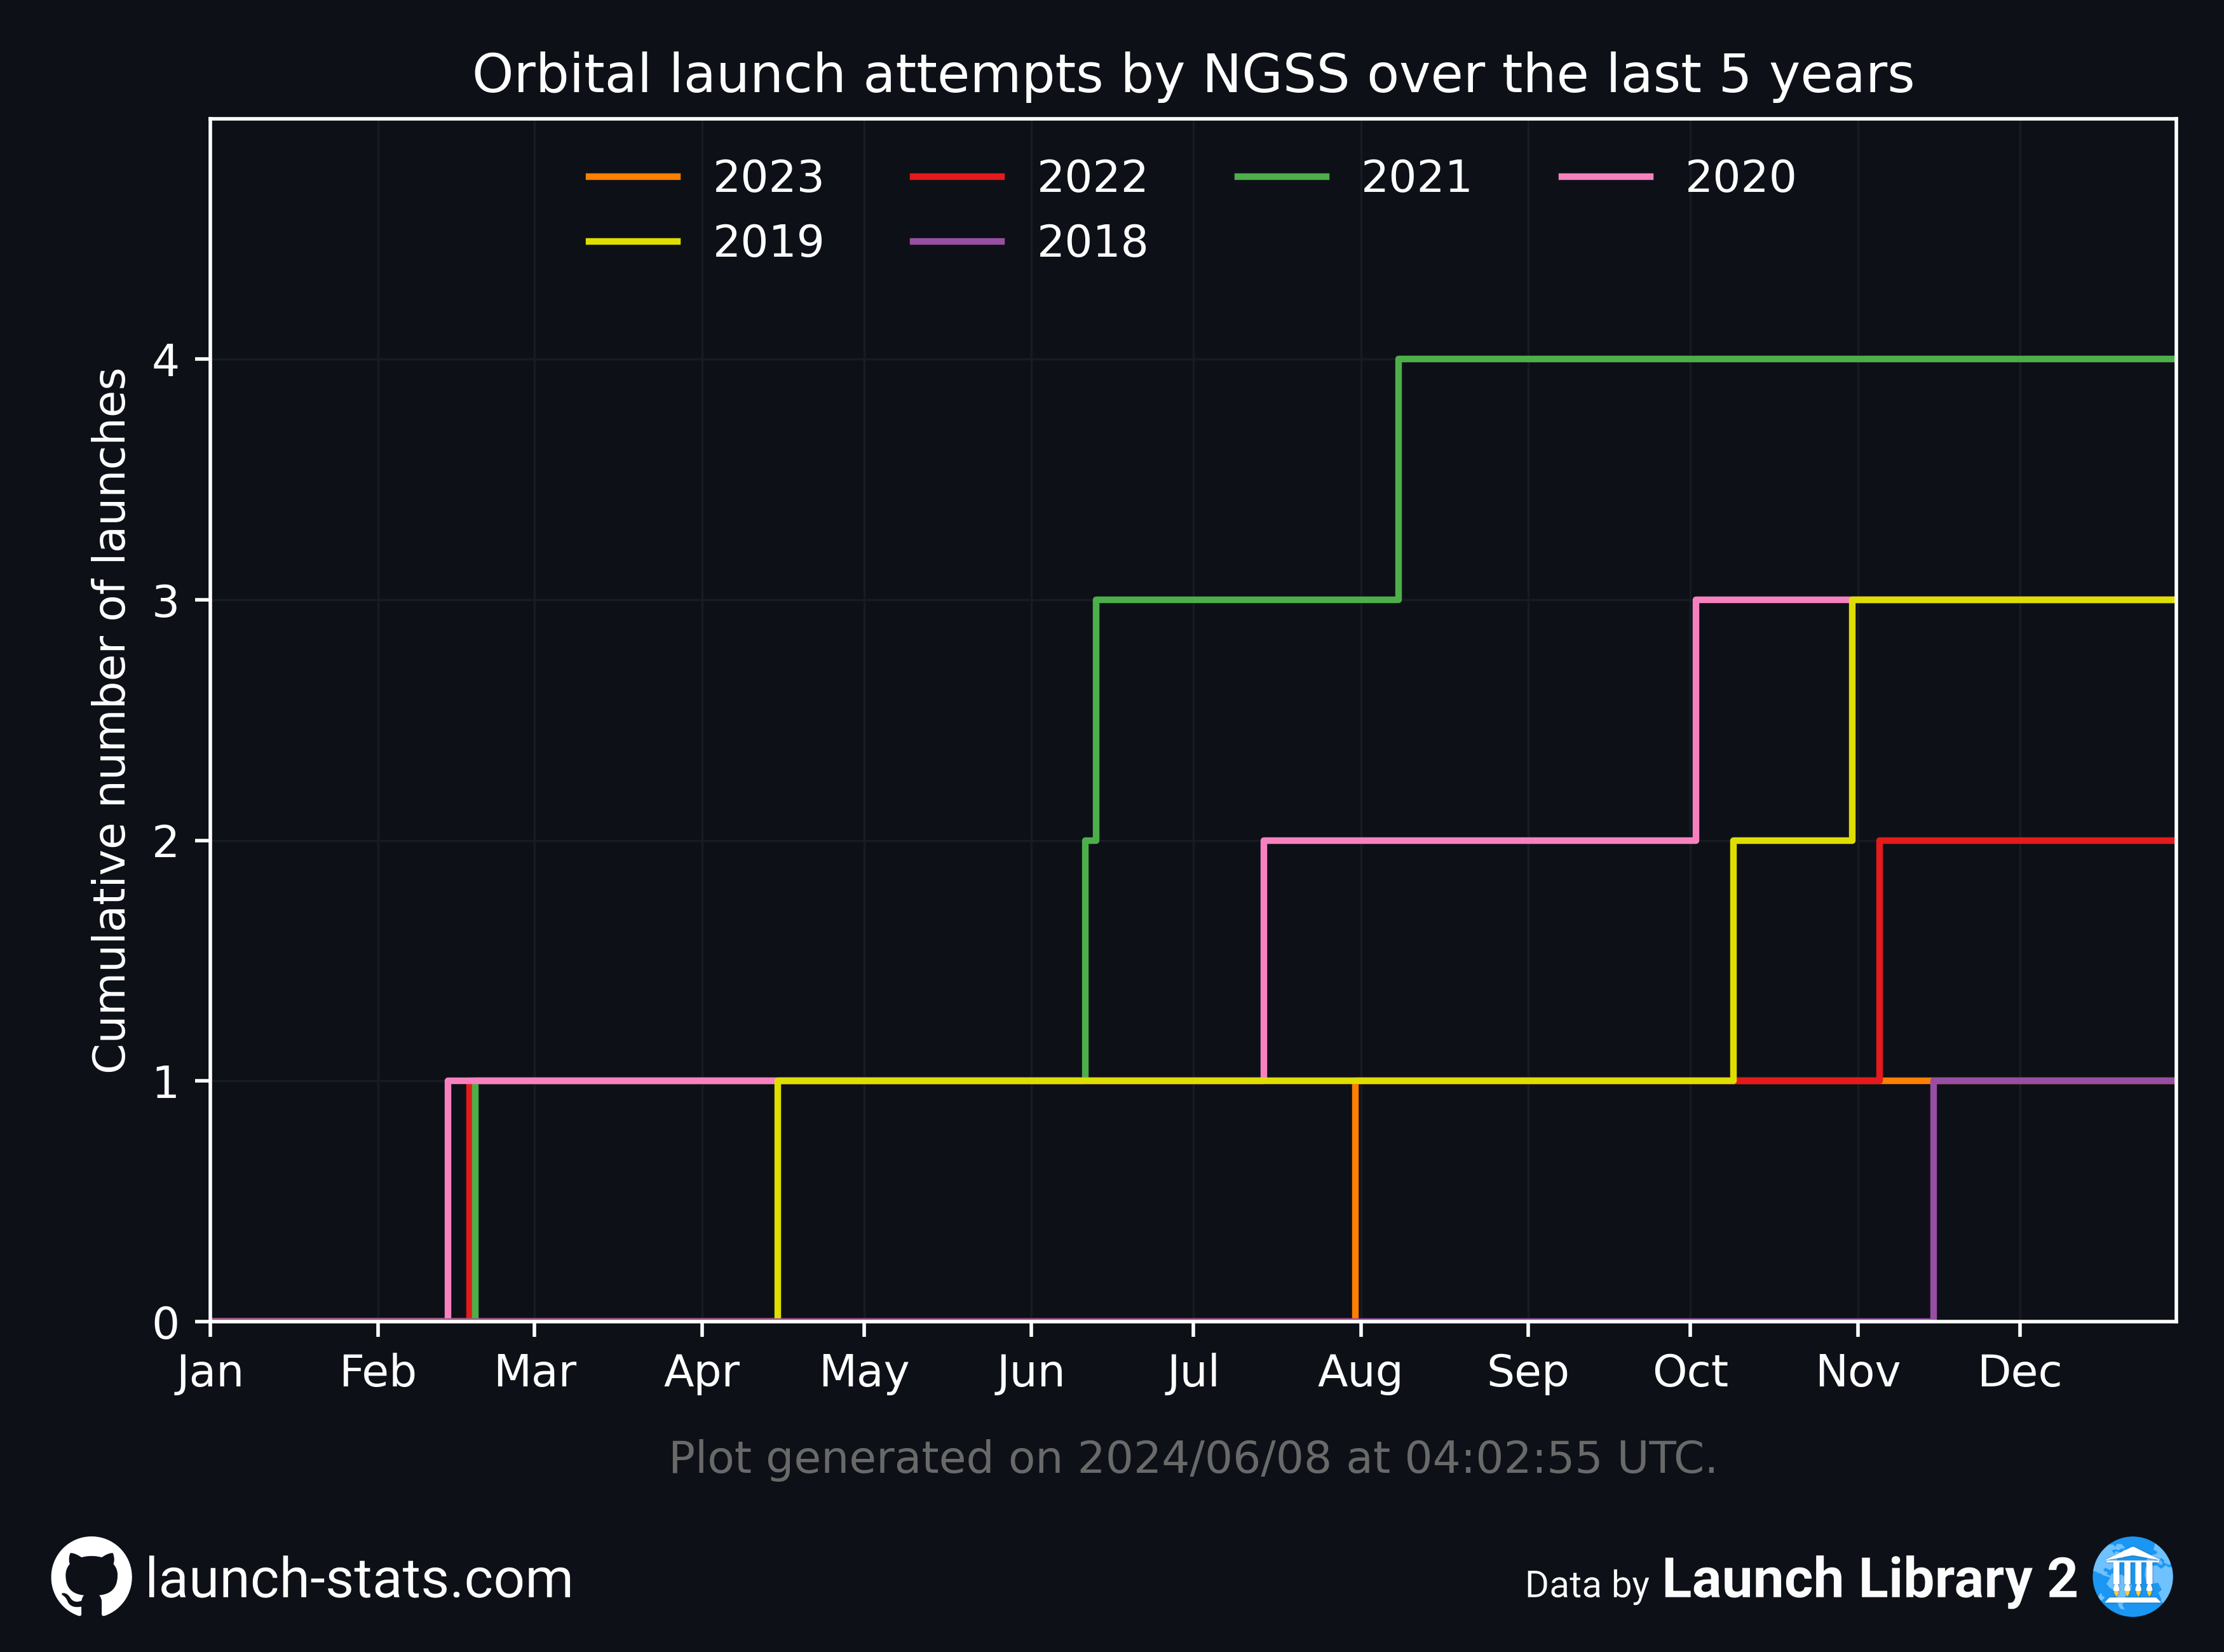 Orbital launch attempts by NGSS over the last 5 years
2023 2022 2021 2020
2019 2018
Cumulative number of launches
4
3
2
1
0
Jan Feb Mar Apr May Jun Jul Aug Sep Oct Nov Dec
Plot generated on 2024/06/08 at 04:02:55 UTC.
launch-stats.com
Data by Launch Library 2